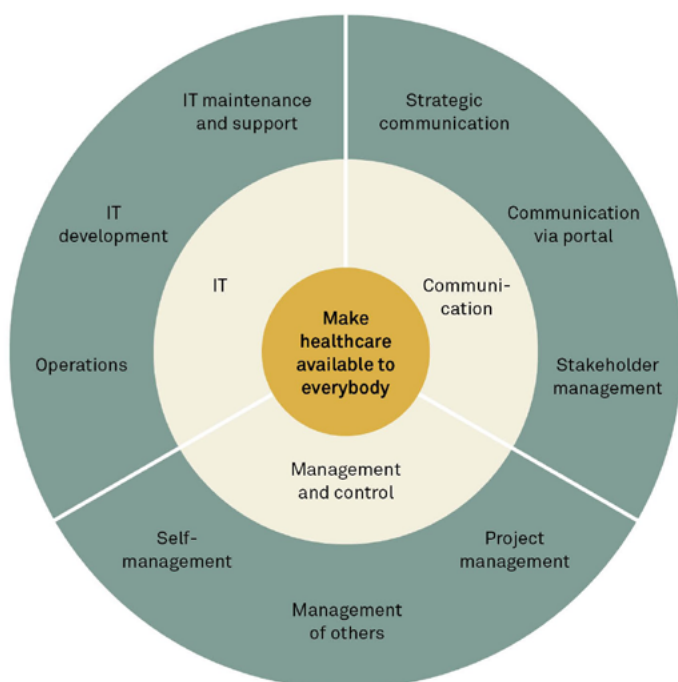 IT maintenance
and support
Strategic
communication
IT
development
Communication
via portal
IT
Communi-
cation
Make
healthcare
available to
everybody
Operations
Stakeholder
management
Management
and control
Self-
management
Project
management
Management
of others